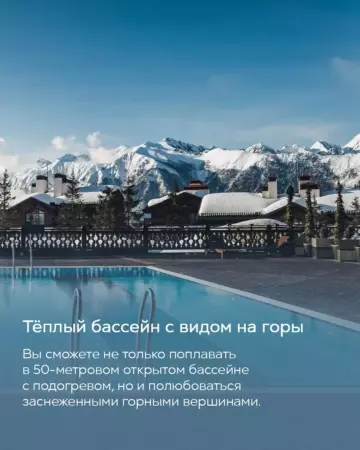 Тёплый бассейн с видом на горы
Вы сможете не только поплавать
в 50-метровом открытом бассейне
с подогревом, но и полюбоваться
заснеженными горными вершинами.